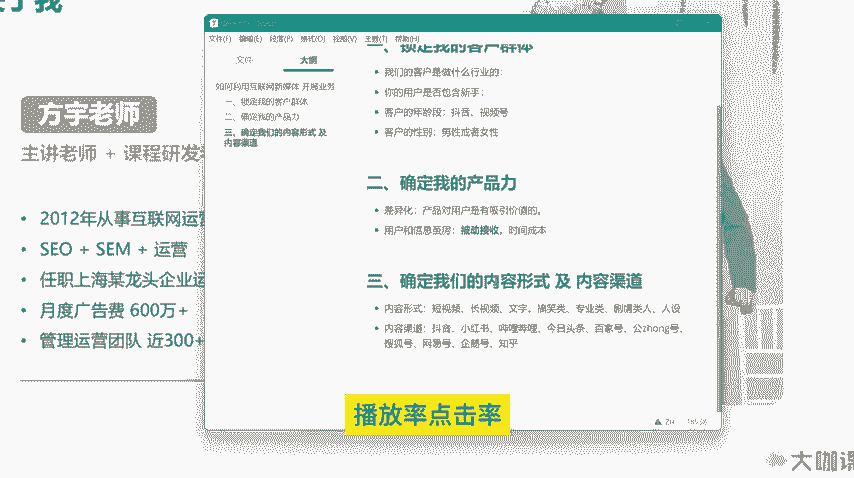 关于我
方宇老师
主讲老师 + 课程研发
2012年从事互联网运营
SEO + SEM + 运营
任职上海某龙头企业运
月度广告费 600万+
管理运营团队 近300+
文件(F) 编辑(E) 段落(P) 格式(O) 视图(V) 主题(T) 帮助(H)
文件 大纲
如何利用互联网新媒体 开展业务
一、锁定我的客户群体
二、确定我的产品力
三、确定我们的内容形式 及
内容渠道
一、锁定我的客户群体
我们的客户是做什么行业的;
你的用户是否包含新手;
客户的年龄段:抖音、视频号
客户的性别:男性或者女性
二、确定我的产品力
差异化:产品对用户是有吸引价值的。
用户和信息茧房:被动接收,时间成本
三、确定我们的内容形式 及 内容渠道
内容形式:短视频、长视频、文字。搞笑类、专业类、剧情类人、人设
内容渠道:抖音、小红书、哔哩哔哩、今日头条、百家号、公zhong号、
搜狐号、网易号、企鹅号、知乎
播放率点击率
大咖课